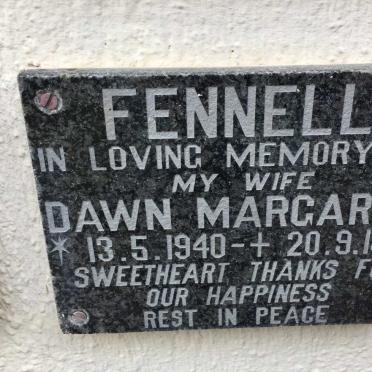 FENNELL
IN LOVING MEMORY
MY WIFE
DAWN MARGAR
* 13.5.1940 - + 20.9.1
SWEETHEART THANKS F
OUR HAPPINESS
REST IN PEACE